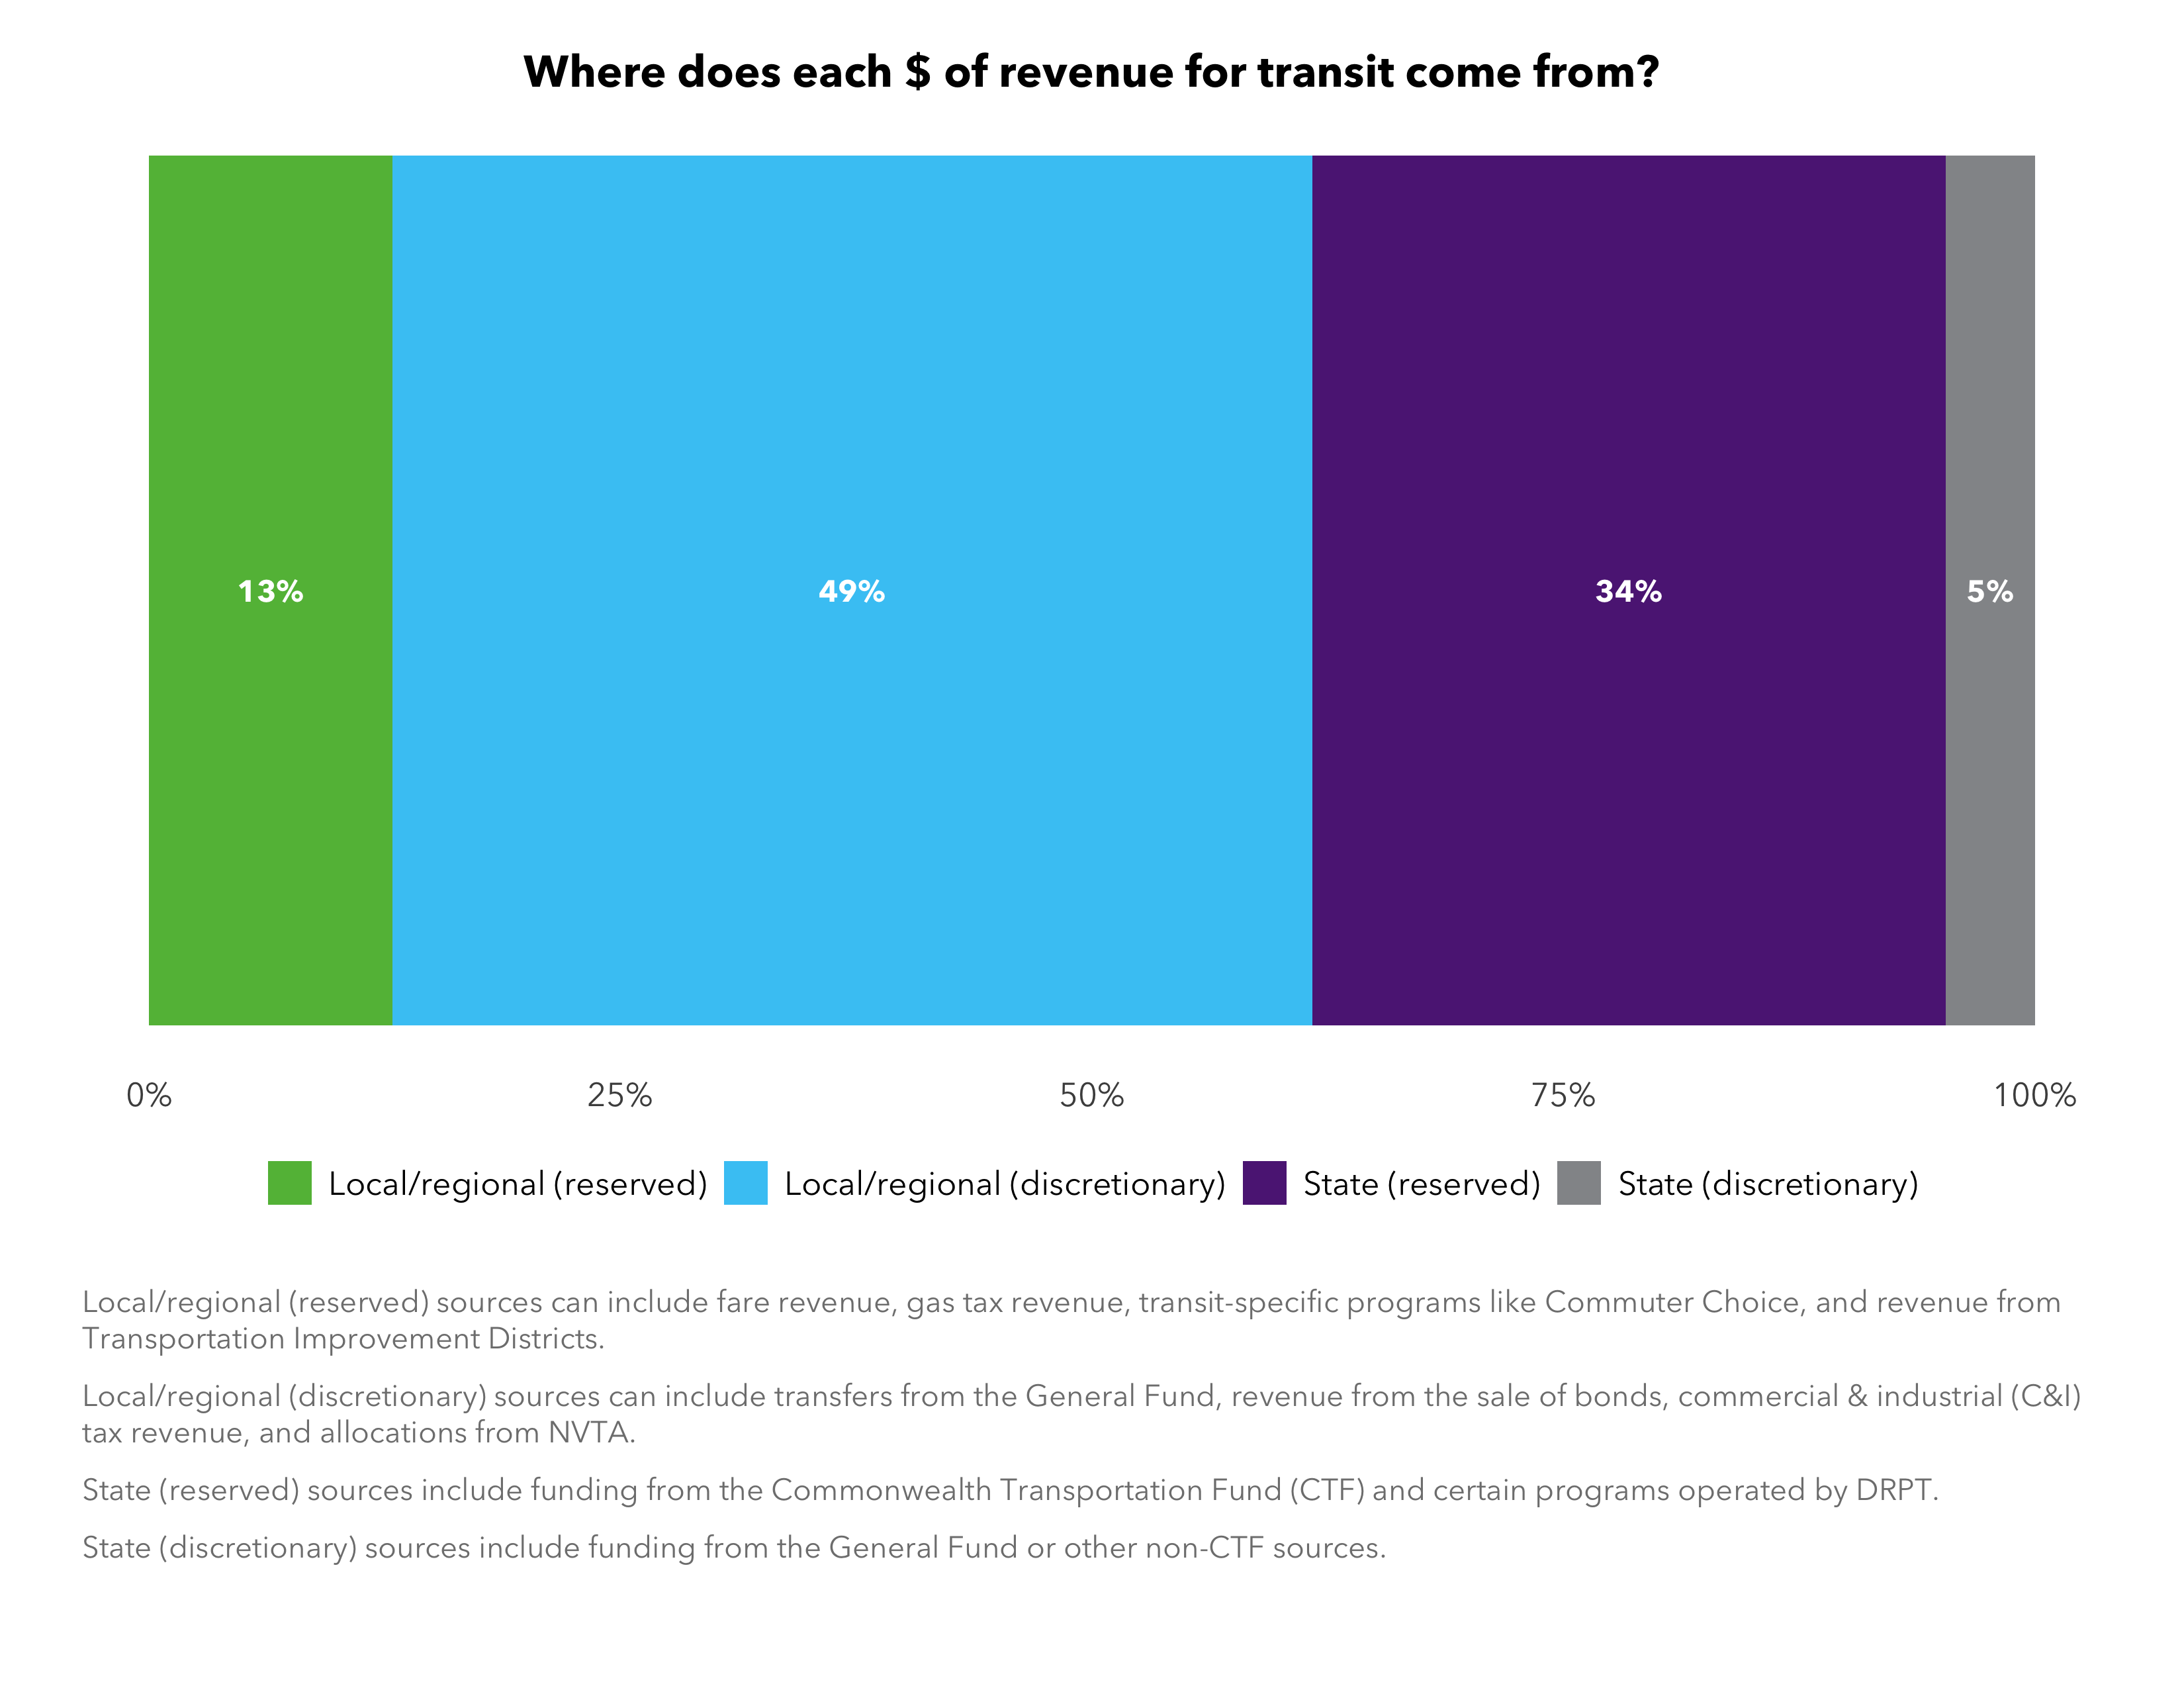 Where does each $ of revenue for transit come from?
13%
49%
34%
5%
0%
25%
50%
75%
100%
Local/regional (reserved)
Local/regional (discretionary)
State (reserved)
State (discretionary)
Local/regional (reserved) sources can include fare revenue, gas tax revenue, transit-specific programs like Commuter Choice, and revenue from
Transportation Improvement Districts.
Local/regional (discretionary) sources can include transfers from the General Fund, revenue from the sale of bonds, commercial & industrial (C&I)
tax revenue, and allocations from NVTA.
State (reserved) sources include funding from the Commonwealth Transportation Fund (CTF) and certain programs operated by DRPT.
State (discretionary) sources include funding from the General Fund or other non-CTF sources.